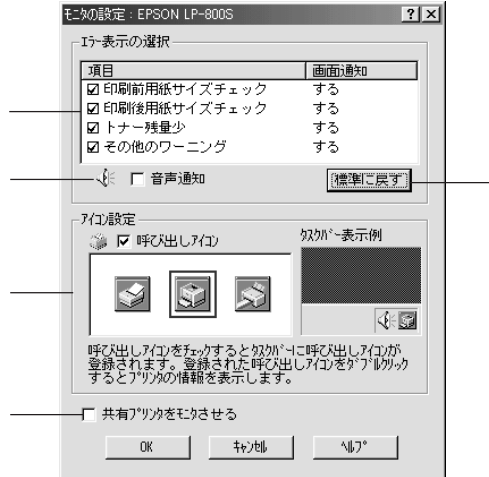 ﾓﾆﾀの設定 : EPSON LP-800S
ｴﾗｰ表示の選択
項目 画面通知
印刷前用紙サイズチェック する
印刷後用紙サイズチェック する
トナー残量少 する
その他のワーニング する
音声通知 標準に戻す
ｱｲｺﾝ設定
呼び出しｱｲｺﾝ ﾀｽｸﾊﾞｰ表示例
呼び出しｱｲｺﾝをﾁｪｯｸするとﾀｽｸﾊﾞｰに呼び出しｱｲｺﾝが
登録されます。登録された呼び出しｱｲｺﾝをﾀﾞﾌﾞﾙｸﾘｯｸ
するとﾌﾟﾘﾝﾀの情報を表示します。
共有ﾌﾟﾘﾝﾀをﾓﾆﾀさせる
OK ｷｬﾝｾﾙ ﾍﾙﾌﾟ